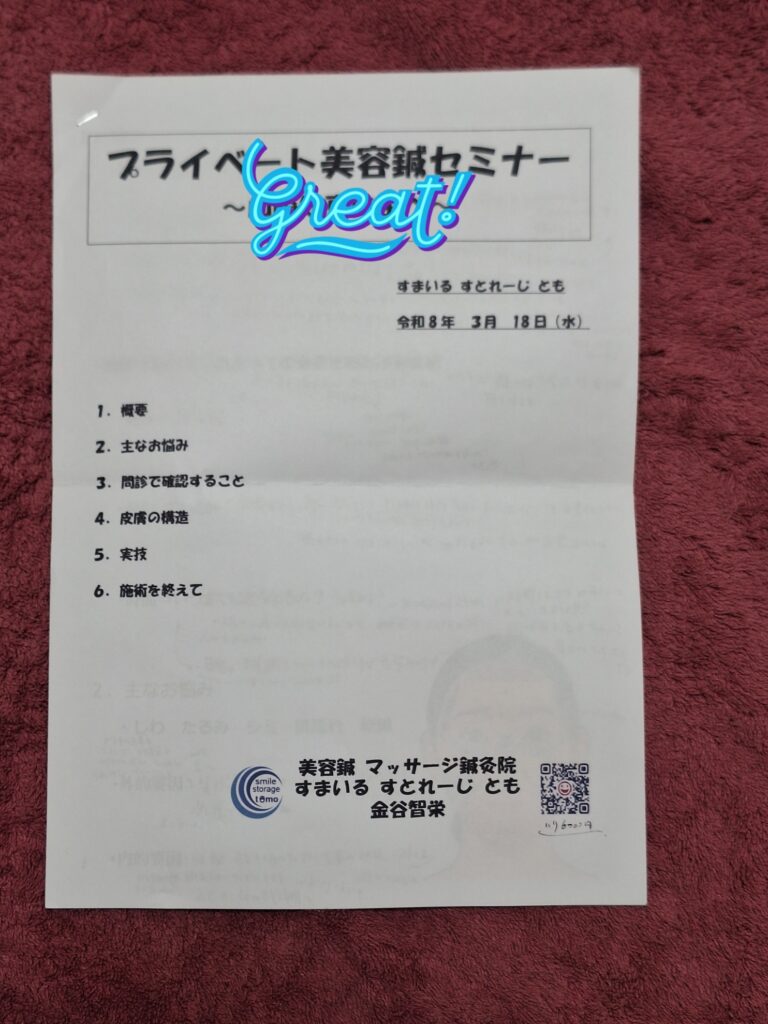 プライベート美容鍼セミナー
Great!
すまいる すとれーじ とも
令和8年 3月 18日（水）
1. 概要
2. 主なお悩み
3. 問診で確認すること
4. 皮膚の構造
5. 実技
6. 施術を終えて
2. 主なお悩み
しわ たるみ
smile
storage
tomo
美容鍼 マッサージ鍼灸院
すまいる すとれーじ とも
金谷智栄